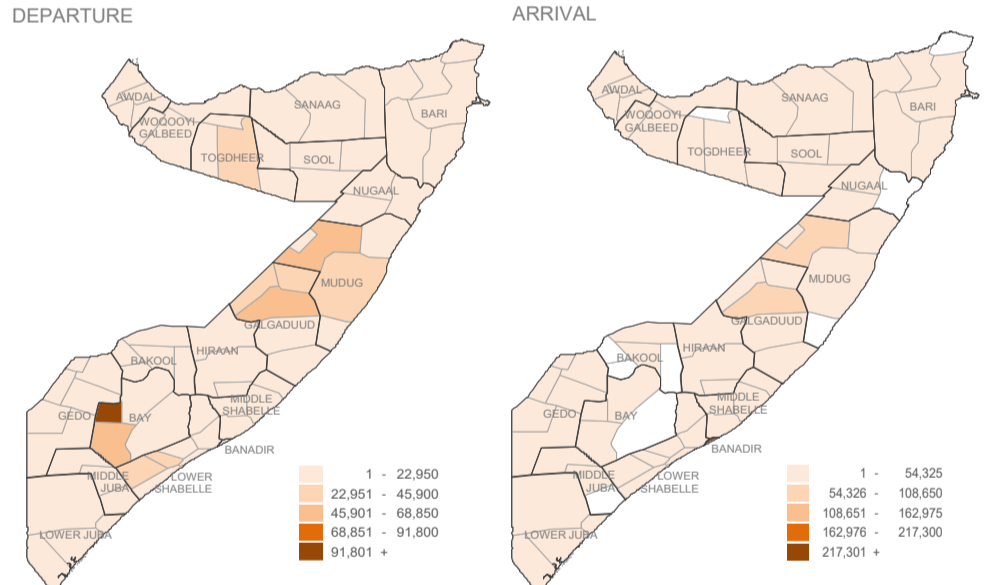 DEPARTURE
AWDAL
WOQOOYI
GALBEED
SANAAG
BARI
TOGDHEER
SOOL
NUGAAL
MUDUG
GALGADUUD
HIRAAN
BAKOOL
GEDO
BAY
MIDDLE
SHABELLE
BANADIR
MIDDLE
JUBA
LOWER
SHABELLE
LOWER JUBA
1 - 22,950
22,951 - 45,900
45,901 - 68,850
68,851 - 91,800
91,801 +
ARRIVAL
AWDAL
WOQOOYI
GALBEED
SANAAG
BARI
TOGDHEER
SOOL
NUGAAL
MUDUG
GALGADUUD
HIRAAN
BAKOOL
GEDO
BAY
MIDDLE
SHABELLE
BANADIR
MIDDLE
JUBA
LOWER
SHABELLE
LOWER JUBA
1 - 54,325
54,326 - 108,650
108,651 - 162,975
162,976 - 217,300
217,301 +